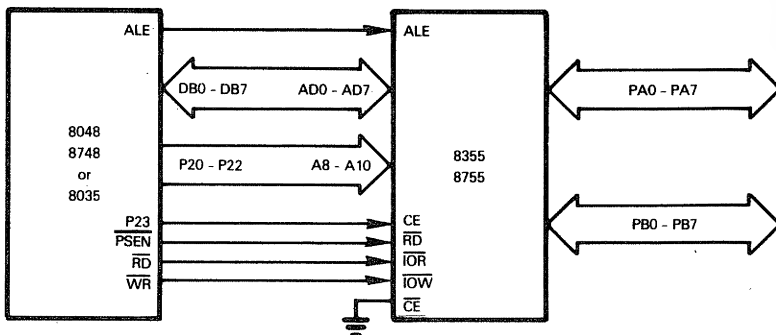 ALE ALE
DB0 - DB7 AD0 - AD7
PA0 - PA7
8048
8748
or
8035
8355
8755
P20 - P22 A8 - A10
P23 CE
PSEN RD
RD IOR
WR IOW
CE
PB0 - PB7